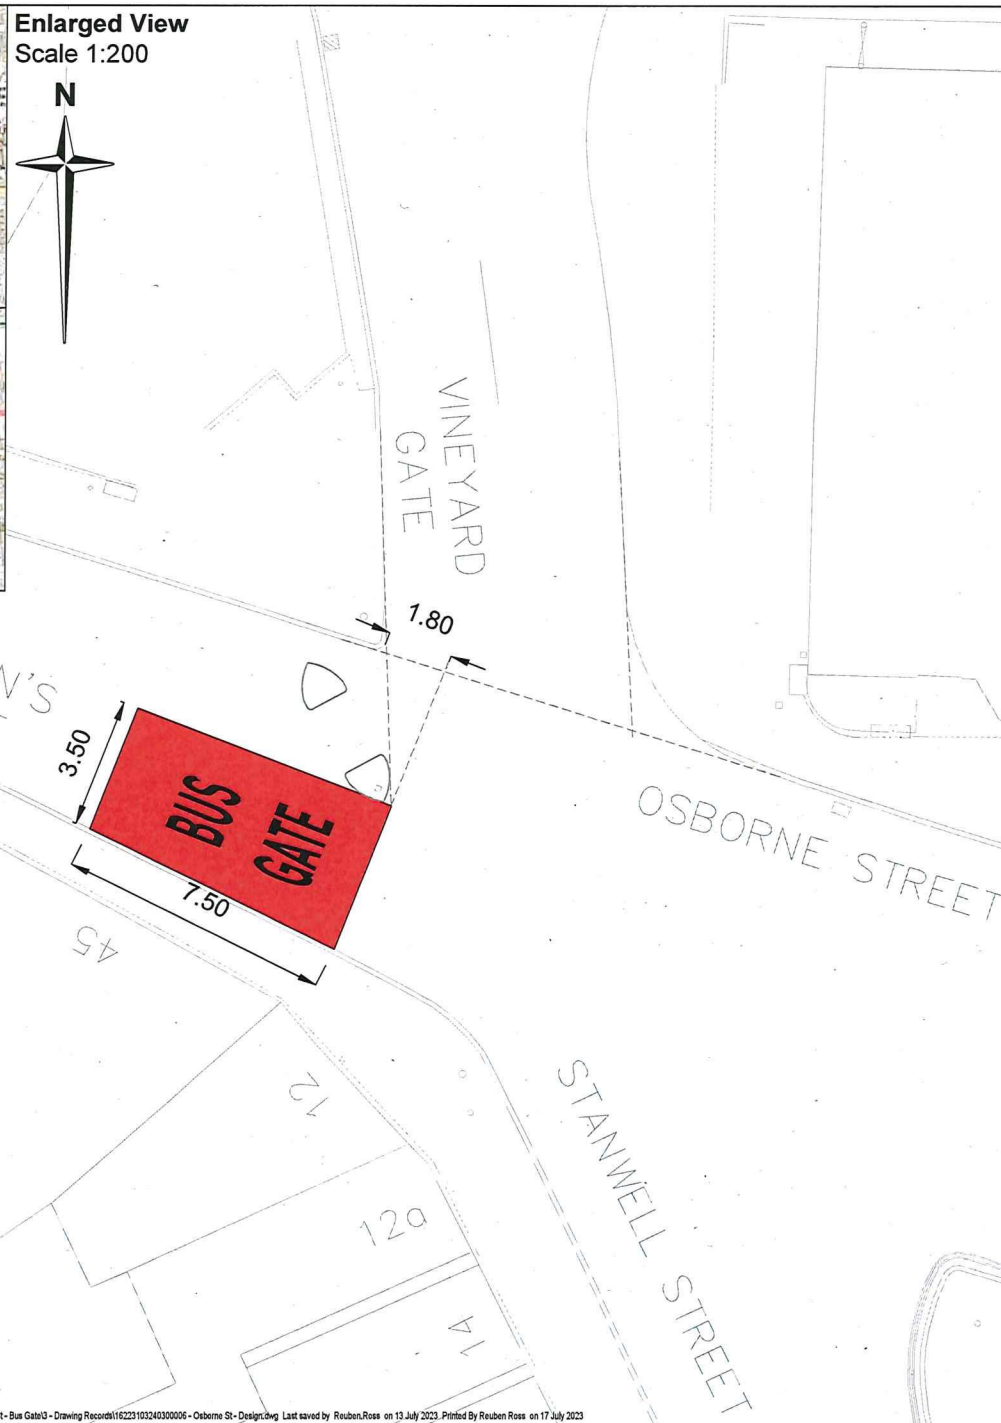 Enlarged View
Scale 1:200
N
VINEYARD
GATE
1.80
N'S
3.50
BUS
GATE
7.50
OSBORNE STREET
45
12
STANWELL STREET
12a
14
t - Bus Gate\3 - Drawing Records\16223103240300006 - Osborne St - Design.dwg Last saved by Reuben.Ross on 13 July 2023 Printed By Reuben Ross on 17 July 2023